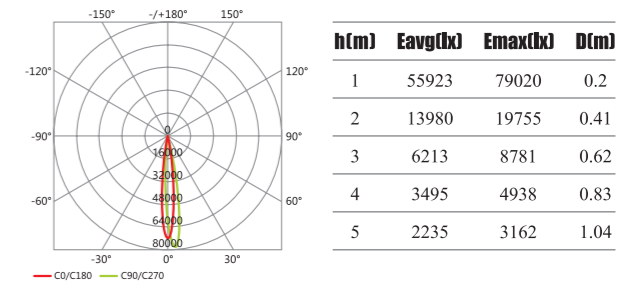 -150° -/+180° 150°
-120° 120°
-90° 90°
-60° 60°
-30° 0° 30°
0
16000
32000
48000
64000
80000
C0/C180 C90/C270
h(m) Eavg(lx) Emax(lx) D(m)
1 55923 79020 0.2
2 13980 19755 0.41
3 6213 8781 0.62
4 3495 4938 0.83
5 2235 3162 1.04